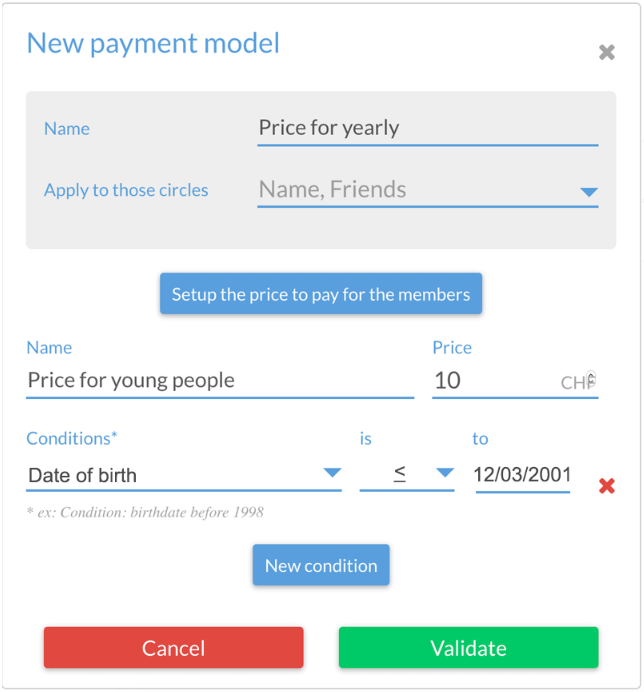 New payment model
Name Price for yearly
Apply to those circles Name, Friends
Setup the price to pay for the members
Name Price
Price for young people 10 CHF
Conditions* is to
Date of birth ≤ 12/03/2001
* ex: Condition: birthdate before 1998
New condition
Cancel Validate